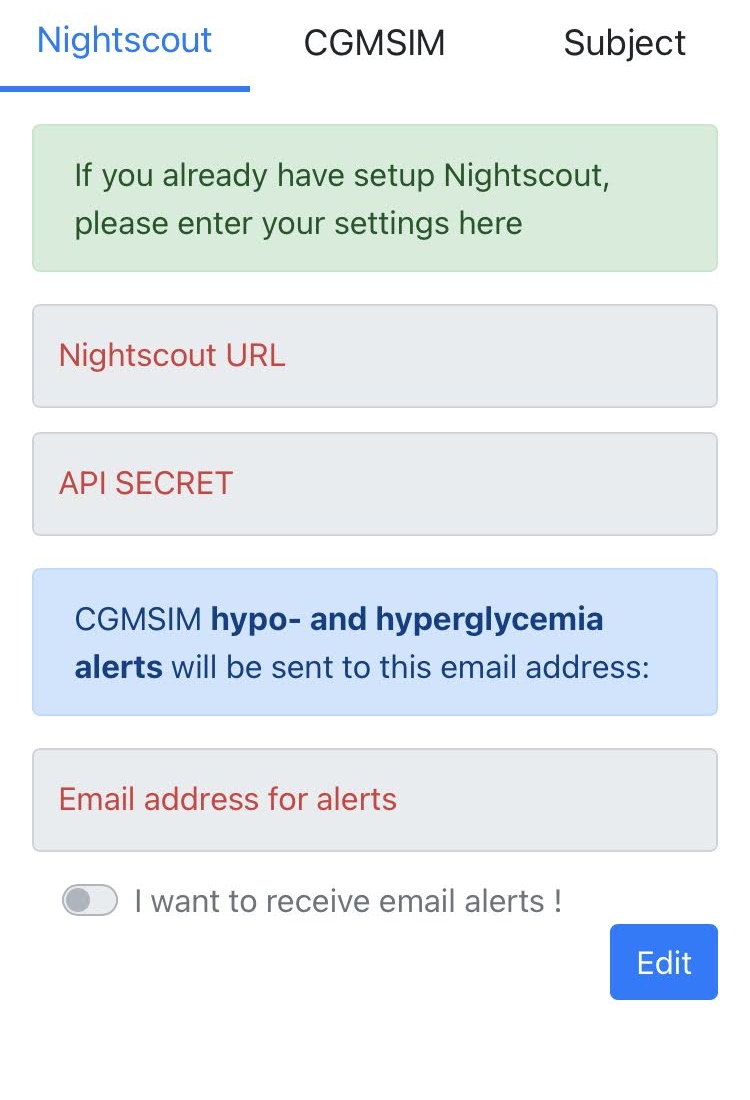 Nightscout CGMSIM Subject
If you already have setup Nightscout,
please enter your settings here
Nightscout URL
API SECRET
CGMSIM hypo- and hyperglycemia
alerts will be sent to this email address:
Email address for alerts
I want to receive email alerts !
Edit